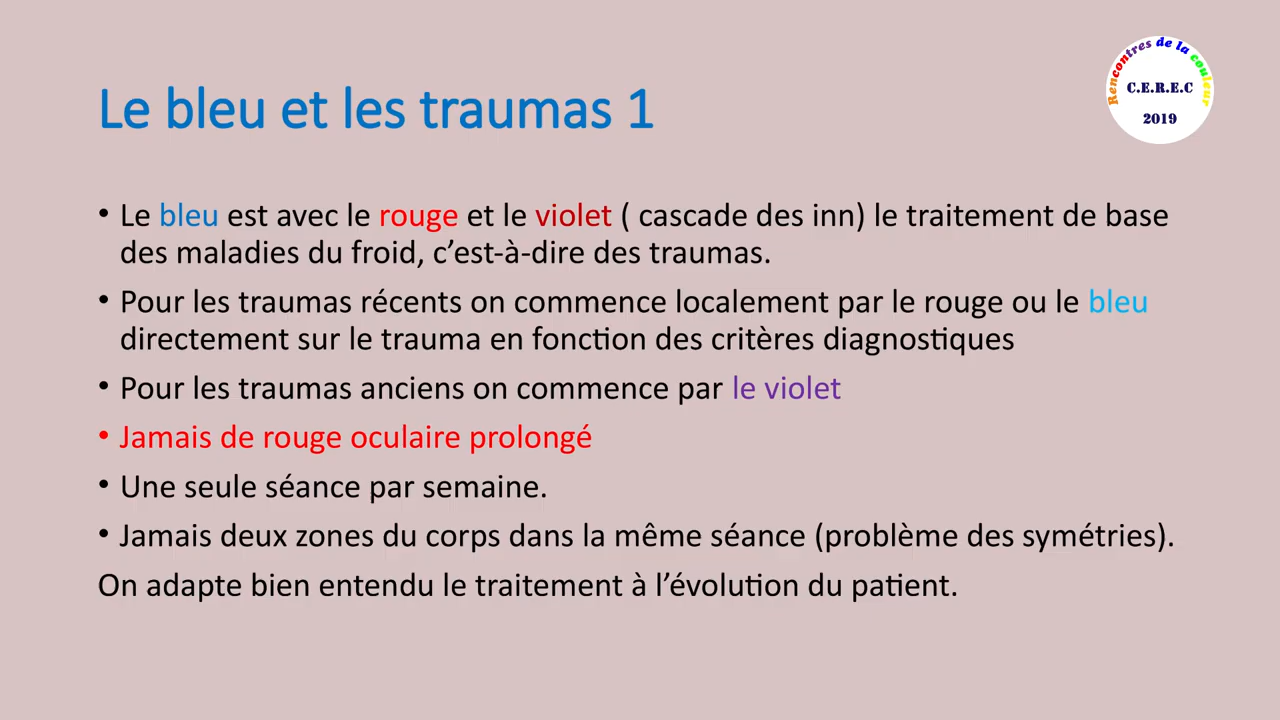 Le bleu et les traumas 1
Rencontres de la couleur
C.E.R.E.C
2019
• Le bleu est avec le rouge et le violet ( cascade des inn) le traitement de base
des maladies du froid, c’est-à-dire des traumas.
• Pour les traumas récents on commence localement par le rouge ou le bleu
directement sur le trauma en fonction des critères diagnostiques
• Pour les traumas anciens on commence par le violet
• Jamais de rouge oculaire prolongé
• Une seule séance par semaine.
• Jamais deux zones du corps dans la même séance (problème des symétries).
On adapte bien entendu le traitement à l’évolution du patient.